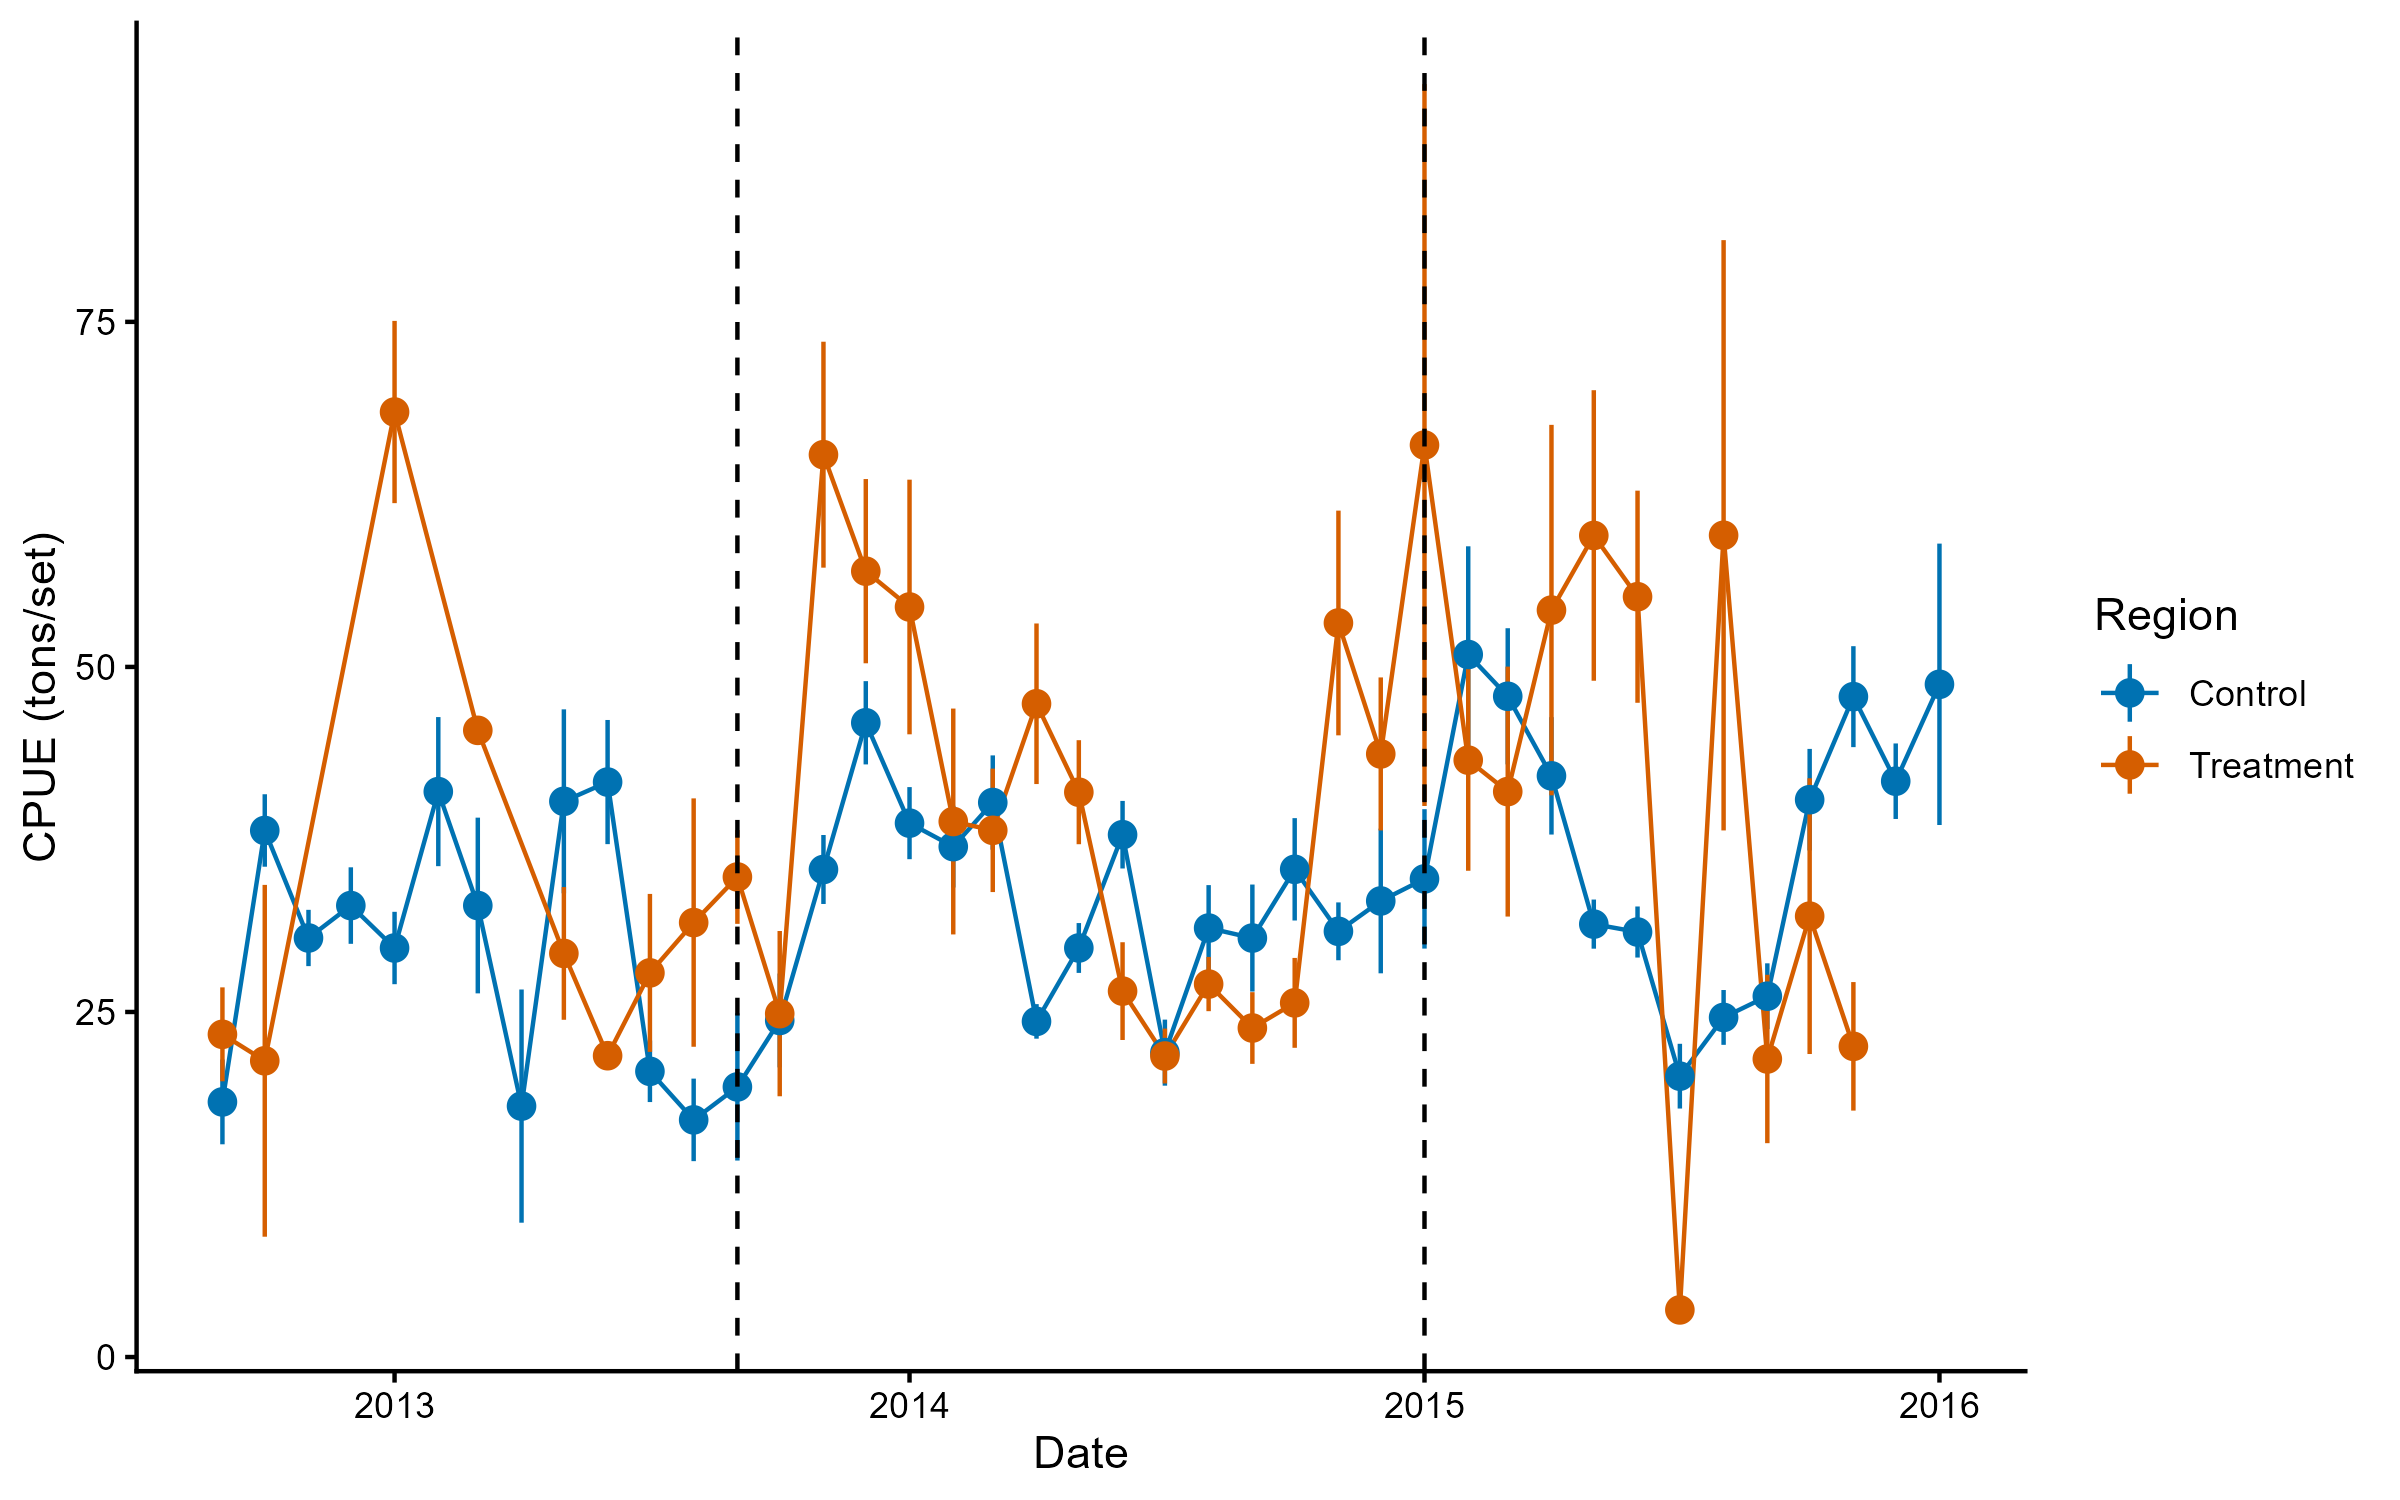 CPUE (tons/set)
75
50
25
0
2013
2014
2015
2016
Date
Region
Control
Treatment